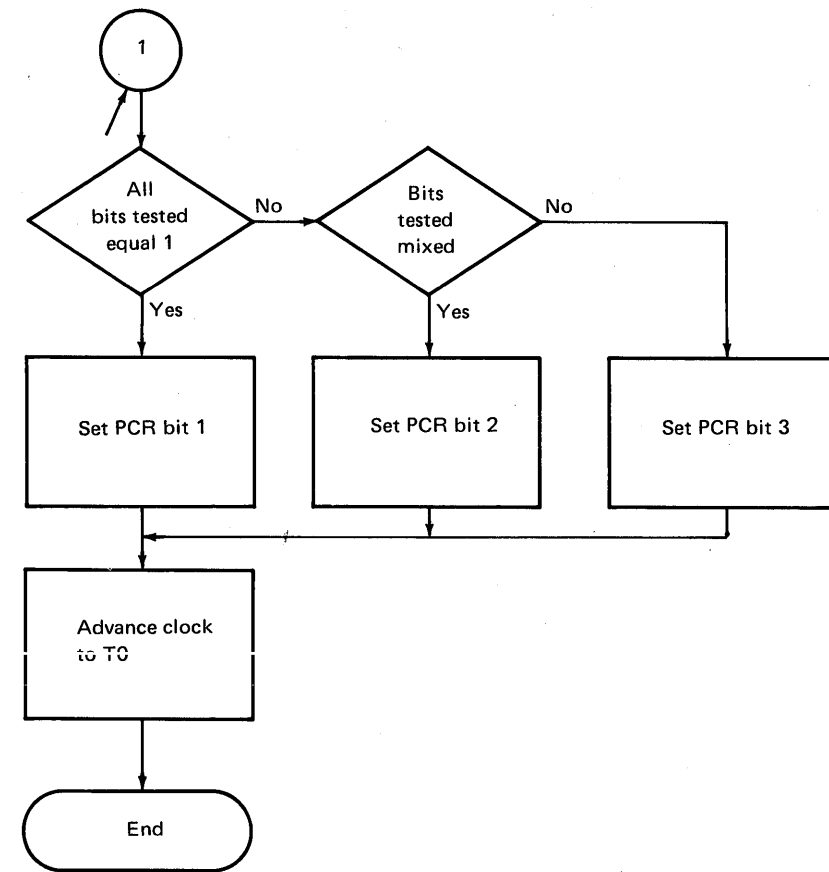 1
All
bits tested
equal 1
No
Bits
tested
mixed
No
Yes
Yes
Set PCR bit 1
Set PCR bit 2
Set PCR bit 3
Advance clock
to T0
End